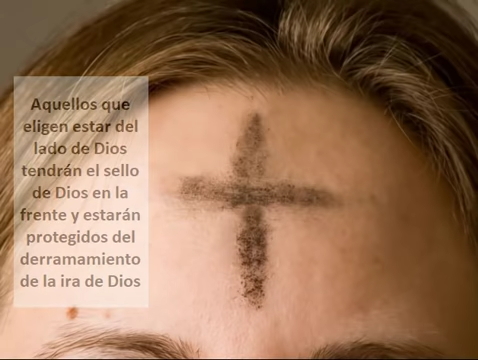 Aquellos que
eligen estar del
lado de Dios
tendrán el sello
de Dios en la
frente y estarán
protegidos del
derramamiento
de la ira de Dios